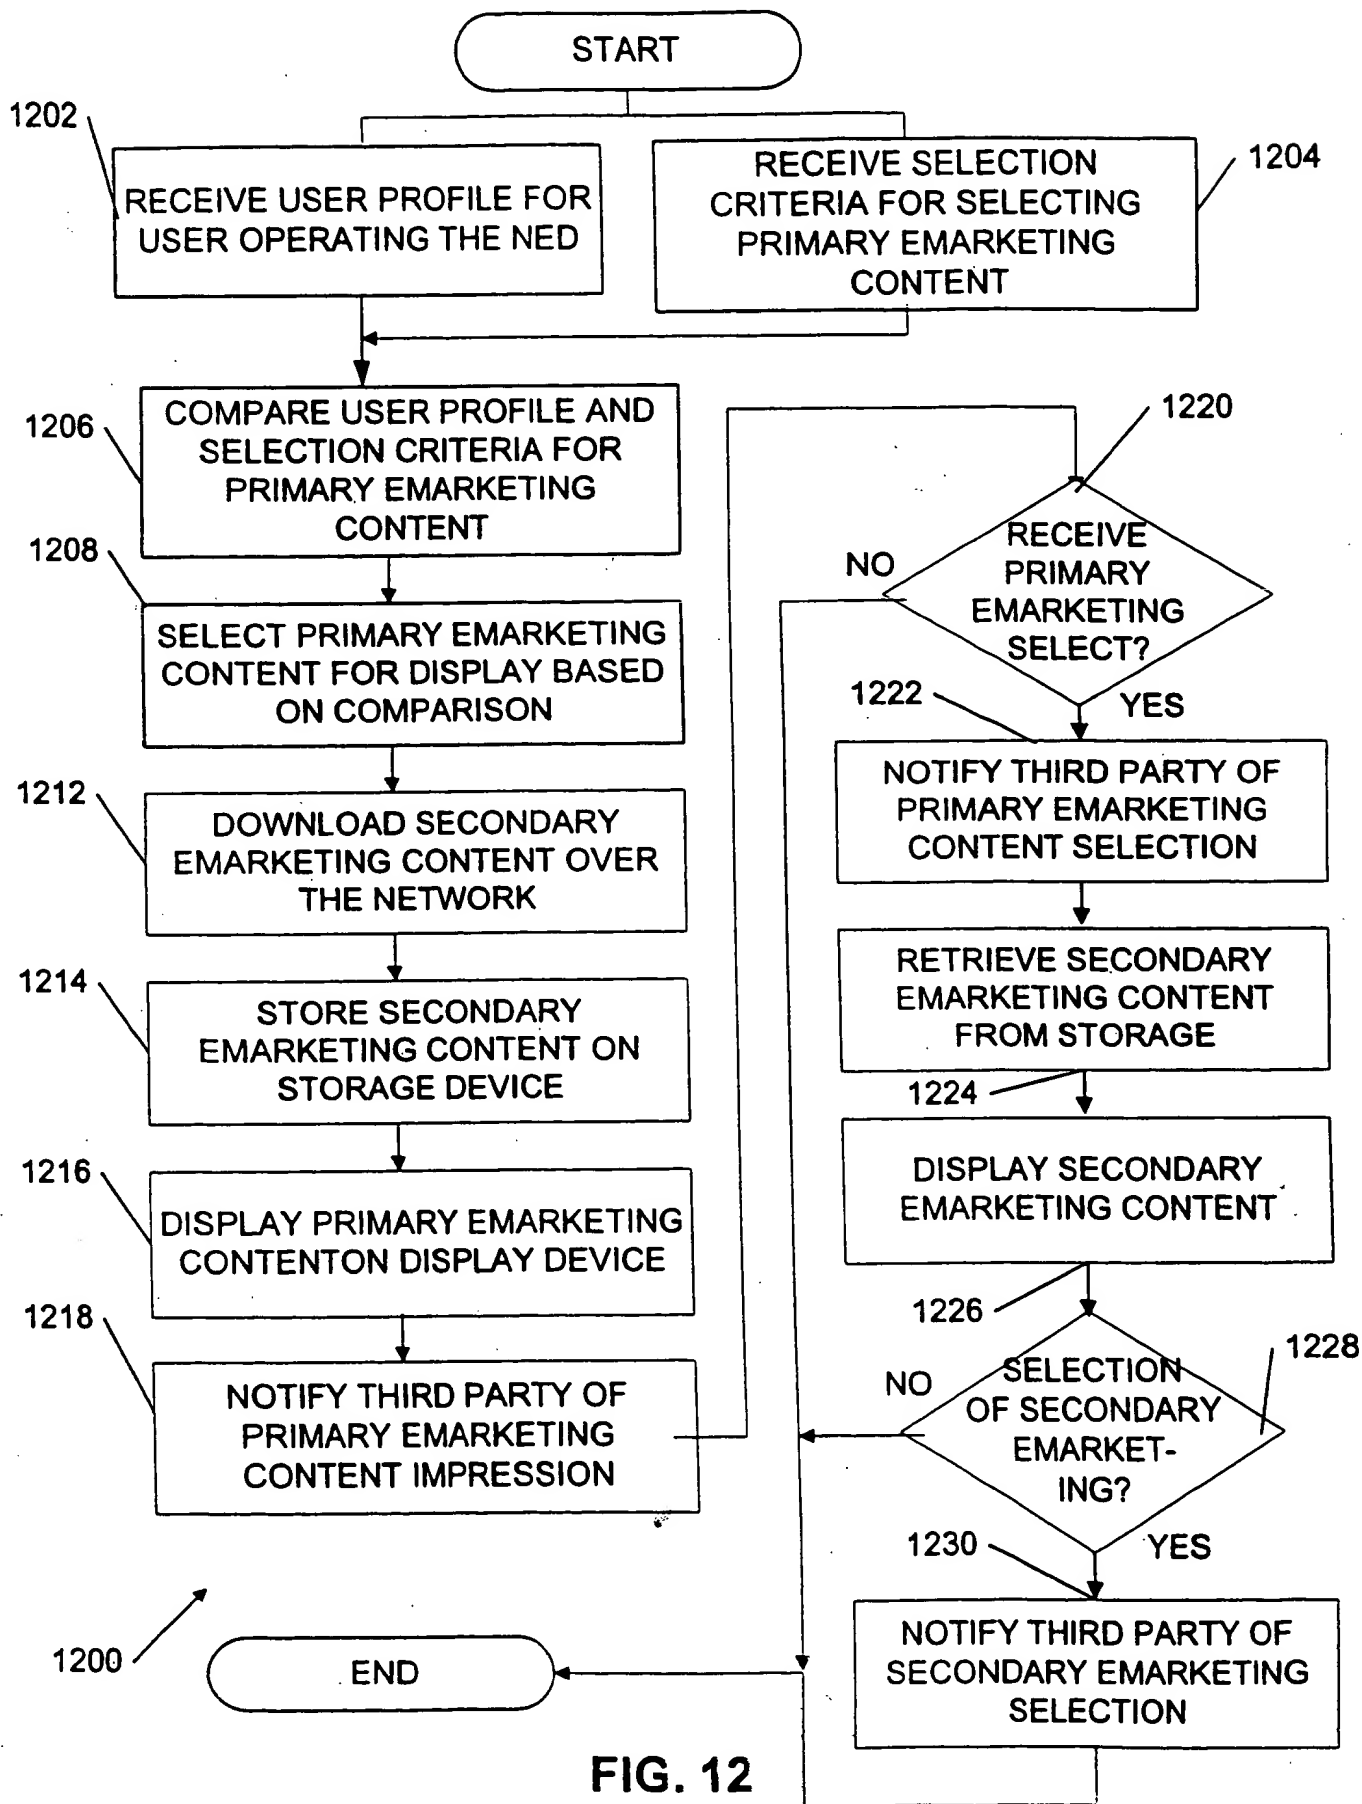 START
1202
RECEIVE USER PROFILE FOR
USER OPERATING THE NED
RECEIVE SELECTION
CRITERIA FOR SELECTING
PRIMARY EMARKETING
CONTENT
1204
1206
COMPARE USER PROFILE AND
SELECTION CRITERIA FOR
PRIMARY EMARKETING
CONTENT
1208
SELECT PRIMARY EMARKETING
CONTENT FOR DISPLAY BASED
ON COMPARISON
1212
DOWNLOAD SECONDARY
EMARKETING CONTENT OVER
THE NETWORK
1214
STORE SECONDARY
EMARKETING CONTENT ON
STORAGE DEVICE
1216
DISPLAY PRIMARY EMARKETING
CONTENTON DISPLAY DEVICE
1218
NOTIFY THIRD PARTY OF
PRIMARY EMARKETING
CONTENT IMPRESSION
1220
RECEIVE
PRIMARY
EMARKETING
SELECT?
NO
YES
1222
NOTIFY THIRD PARTY OF
PRIMARY EMARKETING
CONTENT SELECTION
RETRIEVE SECONDARY
EMARKETING CONTENT
FROM STORAGE
1224
DISPLAY SECONDARY
EMARKETING CONTENT
1226
1228
SELECTION
OF SECONDARY
EMARKET-
ING?
NO
YES
1230
NOTIFY THIRD PARTY OF
SECONDARY EMARKETING
SELECTION
1200
END
FIG. 12